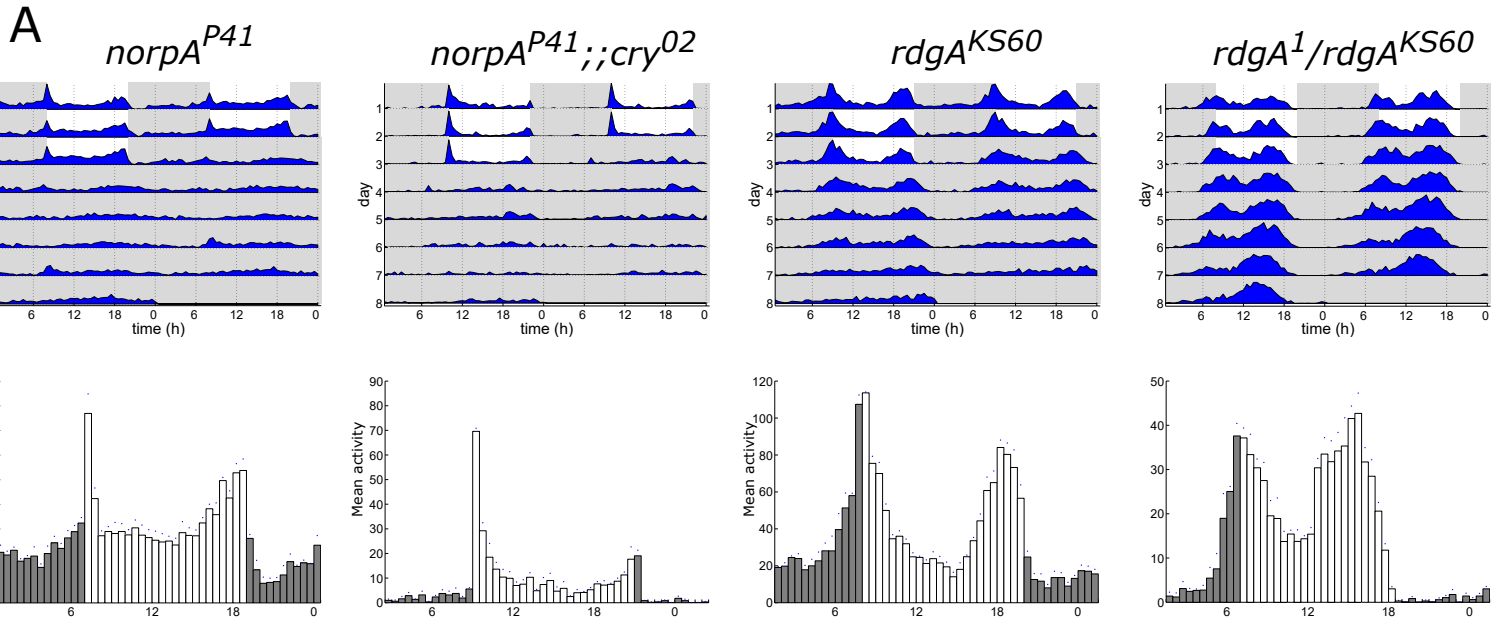 A
norpA^P41
norpA^P41;;cry^02
rdgA^KS60
rdgA^1/rdgA^KS60
1
2
3
4
5
6
7
8
day
1
2
3
4
5
6
7
8
day
1
2
3
4
5
6
7
8
day
6 12 18 0 6 12 18 0
6 12 18 0 6 12 18 0
6 12 18 0 6 12 18 0
6 12 18 0 6 12 18 0
time (h)
time (h)
time (h)
time (h)
90
80
70
60
50
40
30
20
10
0
Mean activity
120
100
80
60
40
20
0
Mean activity
50
40
30
20
10
0
6 12 18 0
6 12 18 0
6 12 18 0
6 12 18 0